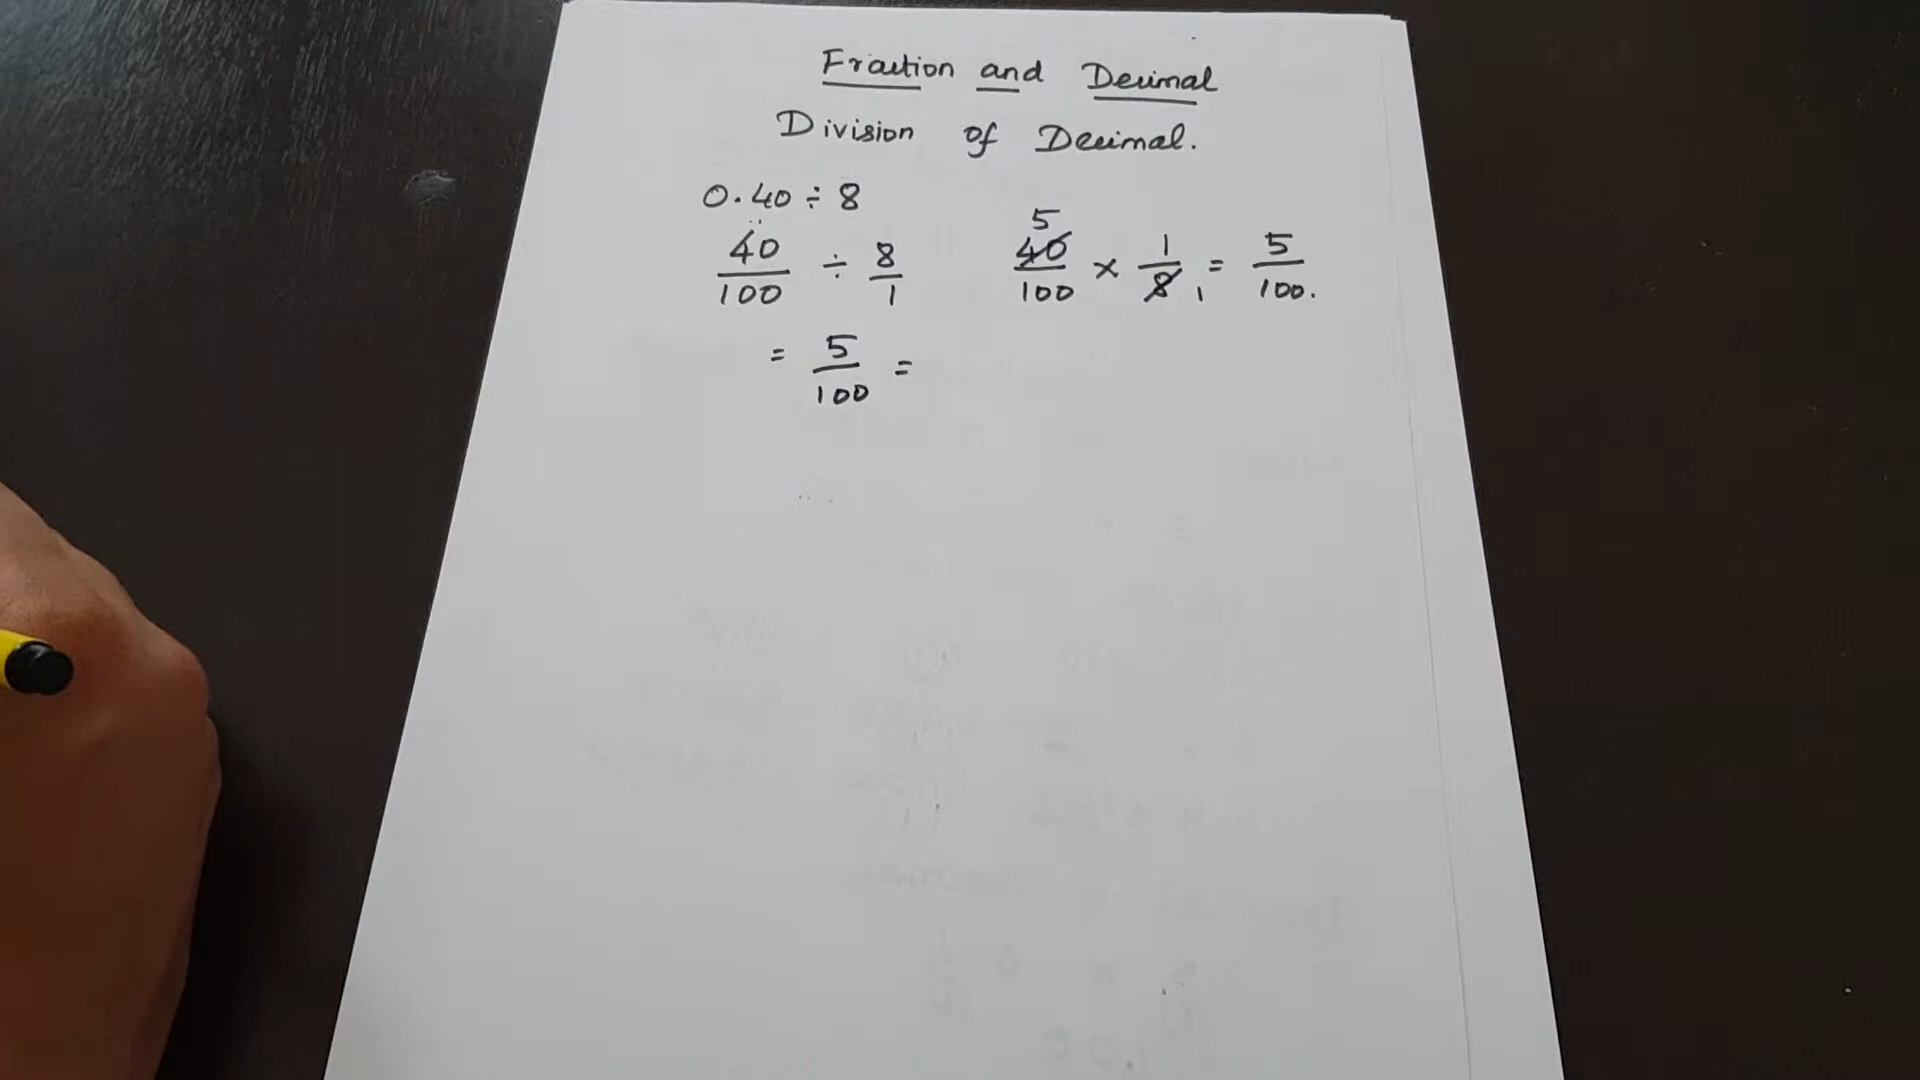 Fraction and Decimal
Division of Decimal.
0.40 ÷ 8
40/100 ÷ 8/1
5
40/100 × 1/8 1 = 5/100.
= 5/100 =